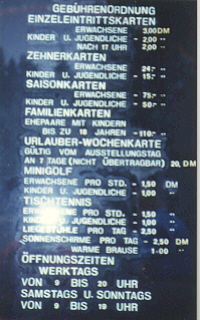 GEBÜHRENORDNUNG
EINZELEINTRITTSKARTEN
ERWACHSENE - 3,00 DM
KINDER U. JUGENDLICHE - 2,00 "
NACH 17 UHR 2,00 "
ZEHNERKARTEN
ERWACHSENE - 24,- "
KINDER U. JUGENDLICHE - 15,- "
SAISONKARTEN
ERWACHSENE - 75,- "
KINDER U. JUGENDLICHE - 50,- "
FAMILIENKARTEN
EHEPAARE MIT KINDERN
BIS ZU 18 JAHREN -110,- "
URLAUBER-WOCHENKARTE
GÜLTIG VOM AUSSTELLUNGSTAG
AN 7 TAGE (NICHT ÜBERTRAGBAR) 20, DM
MINIGOLF
ERWACHSENE PRO STD. - 1,50 DM
KINDER U. JUGENDLICHE - 1,00 "
TISCHTENNIS
ERWACHSENE PRO STD. - 1,50 "
KINDER U. JUGENDLICHE - 1,00 "
LIEGESTÜHLE PRO TAG - 2,50 "
SONNENSCHIRME PRO TAG - 2,50 DM
WARME BRAUSE 1-00 "
ÖFFNUNGSZEITEN
WERKTAGS
VON 9 BIS 20 UHR
SAMSTAGS U. SONNTAGS
VON 9 BIS 19 UHR